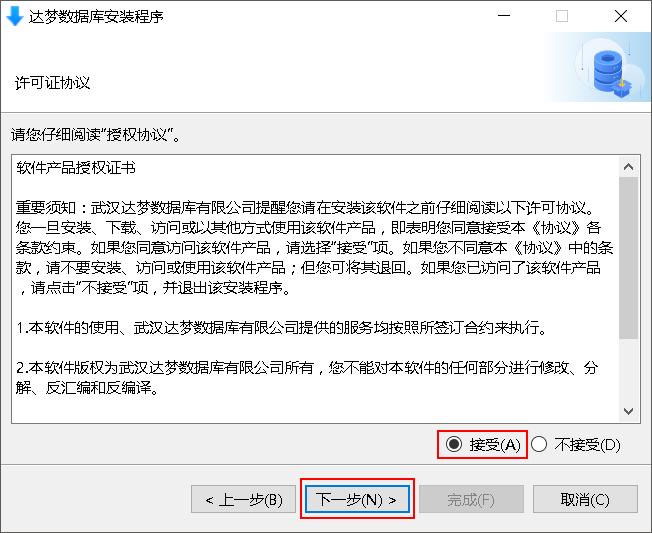 达梦数据库安装程序
许可证协议
请您仔细阅读"授权协议"。
软件产品授权证书
重要须知：武汉达梦数据库有限公司提醒您请在安装该软件之前仔细阅读以下许可协议。
您一旦安装、下载、访问或以其他方式使用该软件产品，即表明您同意接受本《协议》各
条款约束。如果您同意访问该软件产品，请选择"接受"项。如果您不同意本《协议》中的条
款，请不要安装、访问或使用该软件产品；但您可将其退回。如果您已访问了该软件产品
，请点击"不接受"项，并退出该安装程序。
1.本软件的使用、武汉达梦数据库有限公司提供的服务均按照所签订合约来执行。
2.本软件版权为武汉达梦数据库有限公司所有，您不能对本软件的任何部分进行修改、分
解、反汇编和反编译。
接受(A) 不接受(D)
< 上一步(B) 下一步(N) > 完成(F) 取消(C)